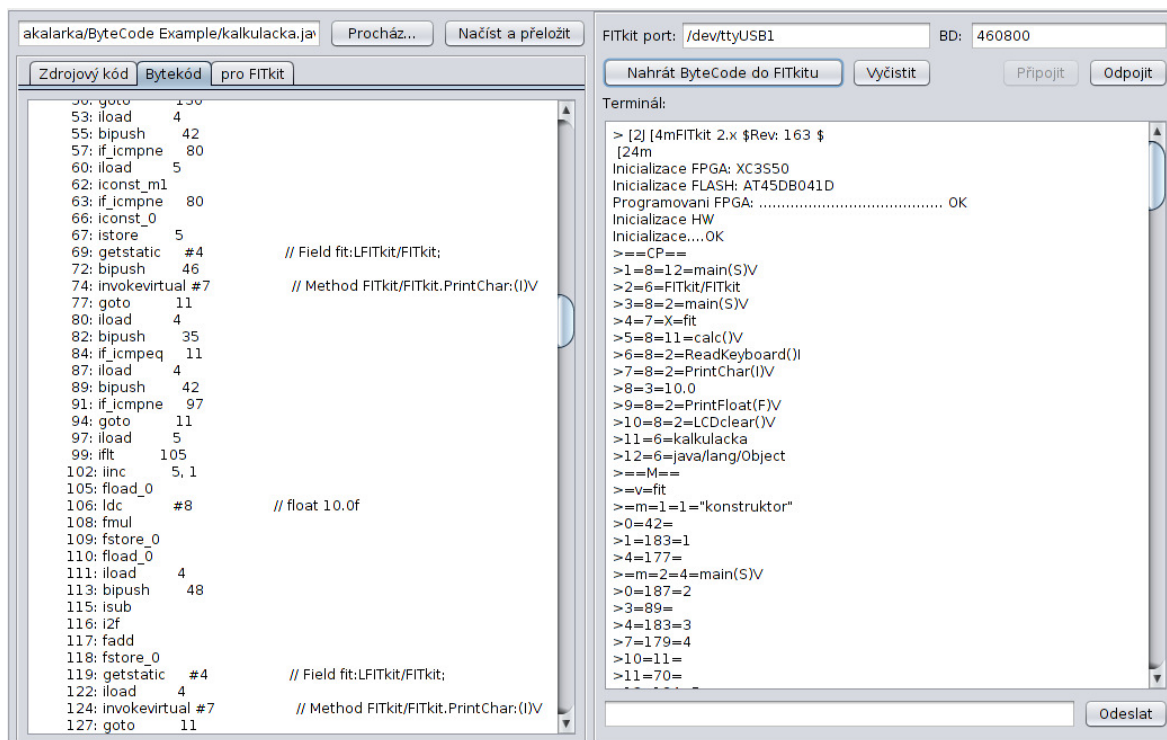 akalarka/ByteCode Example/kalkulacka.jav Procház... Načíst a přeložit
Zdrojový kód Bytekód pro FITkit
50: goto 130
53: iload 4
55: bipush 42
57: if_icmpne 80
60: iload 5
62: iconst_m1
63: if_icmpne 80
66: iconst_0
67: istore 5
69: getstatic #4 // Field fit:LFITkit/FITkit;
72: bipush 46
74: invokevirtual #7 // Method FITkit/FITkit.PrintChar:(I)V
77: goto 11
80: iload 4
82: bipush 35
84: if_icmpeq 11
87: iload 4
89: bipush 42
91: if_icmpne 97
94: goto 11
97: iload 5
99: iflt 105
102: iinc 5, 1
105: fload_0
106: ldc #8 // float 10.0f
108: fmul
109: fstore_0
110: fload_0
111: iload 4
113: bipush 48
115: isub
116: i2f
117: fadd
118: fstore_0
119: getstatic #4 // Field fit:LFITkit/FITkit;
122: iload 4
124: invokevirtual #7 // Method FITkit/FITkit.PrintChar:(I)V
127: goto 11
FITkit port: /dev/ttyUSB1 BD: 460800
Nahrát ByteCode do FITkitu Vyčistit Připojit Odpojit
Terminál:
> [2J [4mFITkit 2.x $Rev: 163 $
[24m
Inicializace FPGA: XC3S50
Inicializace FLASH: AT45DB041D
Programovani FPGA: .......................................... OK
Inicializace HW
Inicializace....OK
>==CP==
>1=8=12=main(S)V
>2=6=FITkit/FITkit
>3=8=2=main(S)V
>4=7=X=fit
>5=8=11=calc()V
>6=8=2=ReadKeyboard()I
>7=8=2=PrintChar(I)V
>8=3=10.0
>9=8=2=PrintFloat(F)V
>10=8=2=LCDclear()V
>11=6=kalkulacka
>12=6=java/lang/Object
>==M==
>=v=fit
>=m=1=1="konstruktor"
>0=42=
>1=183=1
>4=177=
>=m=2=4=main(S)V
>0=187=2
>3=89=
>4=183=3
>7=179=4
>10=11=
>11=70=
Odeslat